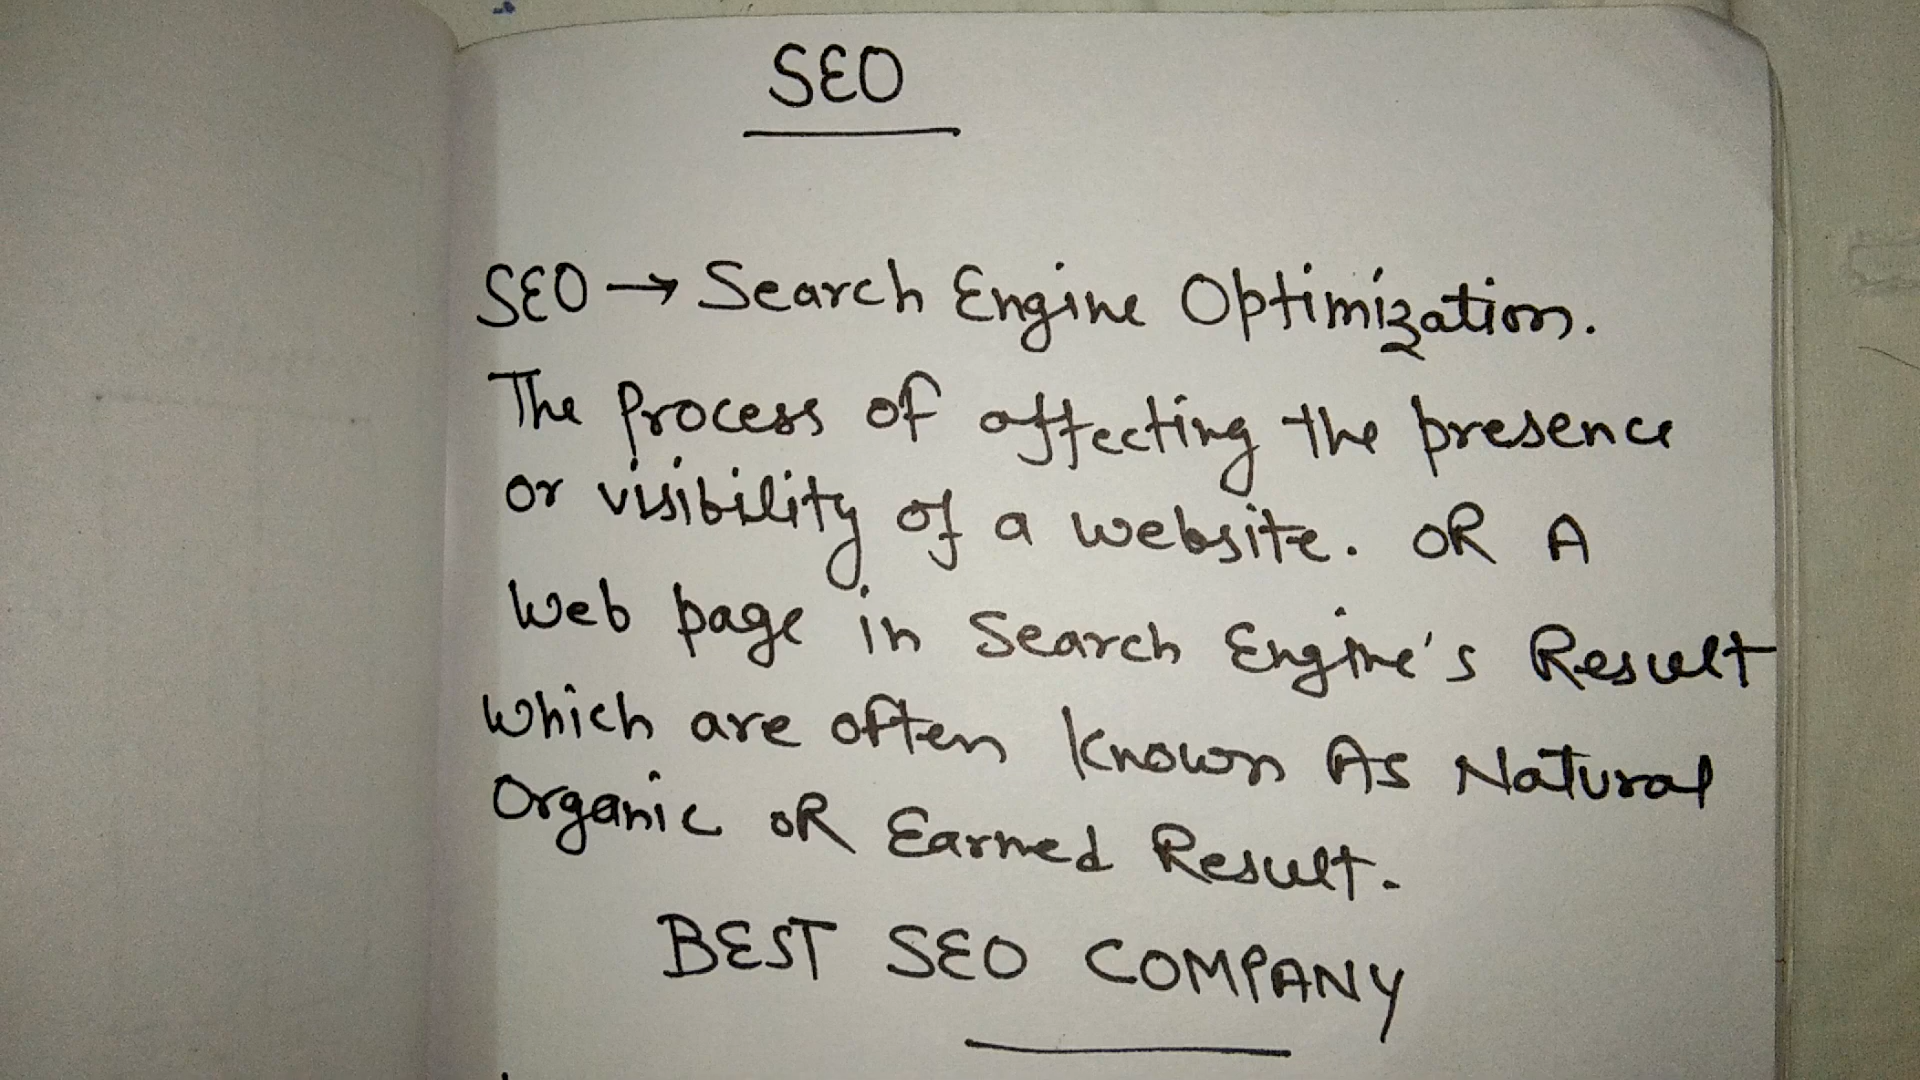 SEO
SEO → Search Engine Optimization.
The Process of affecting the presence
or visibility of a website. OR A
Web page in Search Engine's Result
Which are often Known As Natural
Organic OR Earned Result.
BEST SEO COMPANY